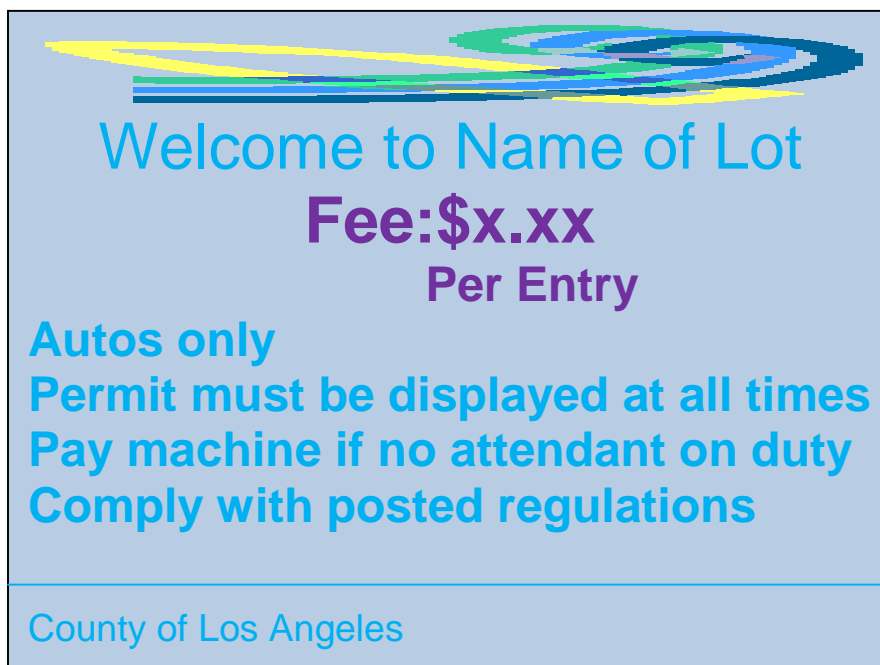 Welcome to Name of Lot
Fee:$x.xx
Per Entry
Autos only
Permit must be displayed at all times
Pay machine if no attendant on duty
Comply with posted regulations
County of Los Angeles